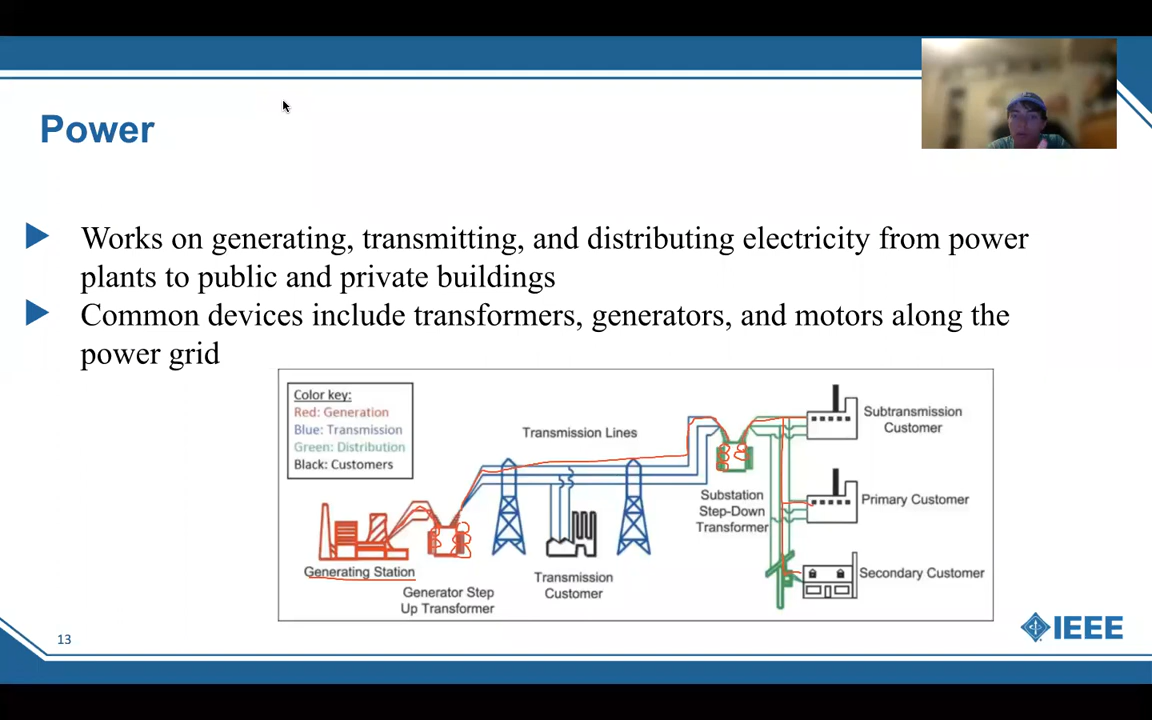 Power
Works on generating, transmitting, and distributing electricity from power
plants to public and private buildings
Common devices include transformers, generators, and motors along the
power grid
Color key:
Red: Generation
Blue: Transmission
Green: Distribution
Black: Customers
Transmission Lines
Subtransmission
Customer
Substation
Step-Down
Transformer
Primary Customer
Generating Station
Generator Step
Up Transformer
Transmission
Customer
Secondary Customer
13
IEEE